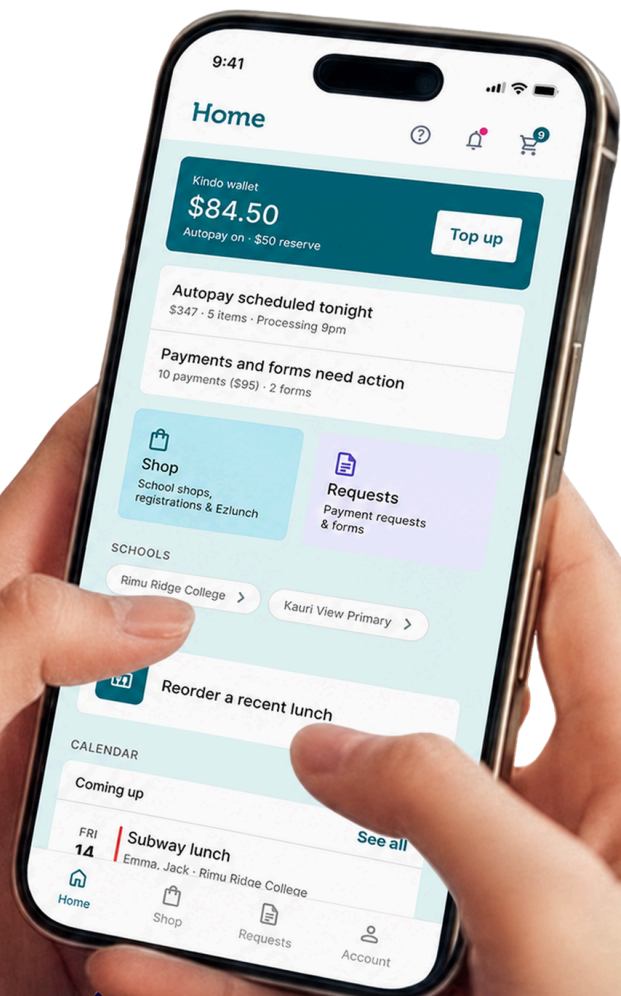 9:41
Home
9
Kindo wallet
$84.50
Autopay on · $50 reserve
Top up
Autopay scheduled tonight
$347 · 5 items · Processing 9pm
Payments and forms need action
10 payments ($95) · 2 forms
Shop
School shops,
registrations & Ezlunch
Requests
Payment requests
& forms
SCHOOLS
Rimu Ridge College
Kauri View Primary
Reorder a recent lunch
CALENDAR
Coming up
See all
FRI
14
Subway lunch
Emma, Jack · Rimu Ridge College
Home
Shop
Requests
Account